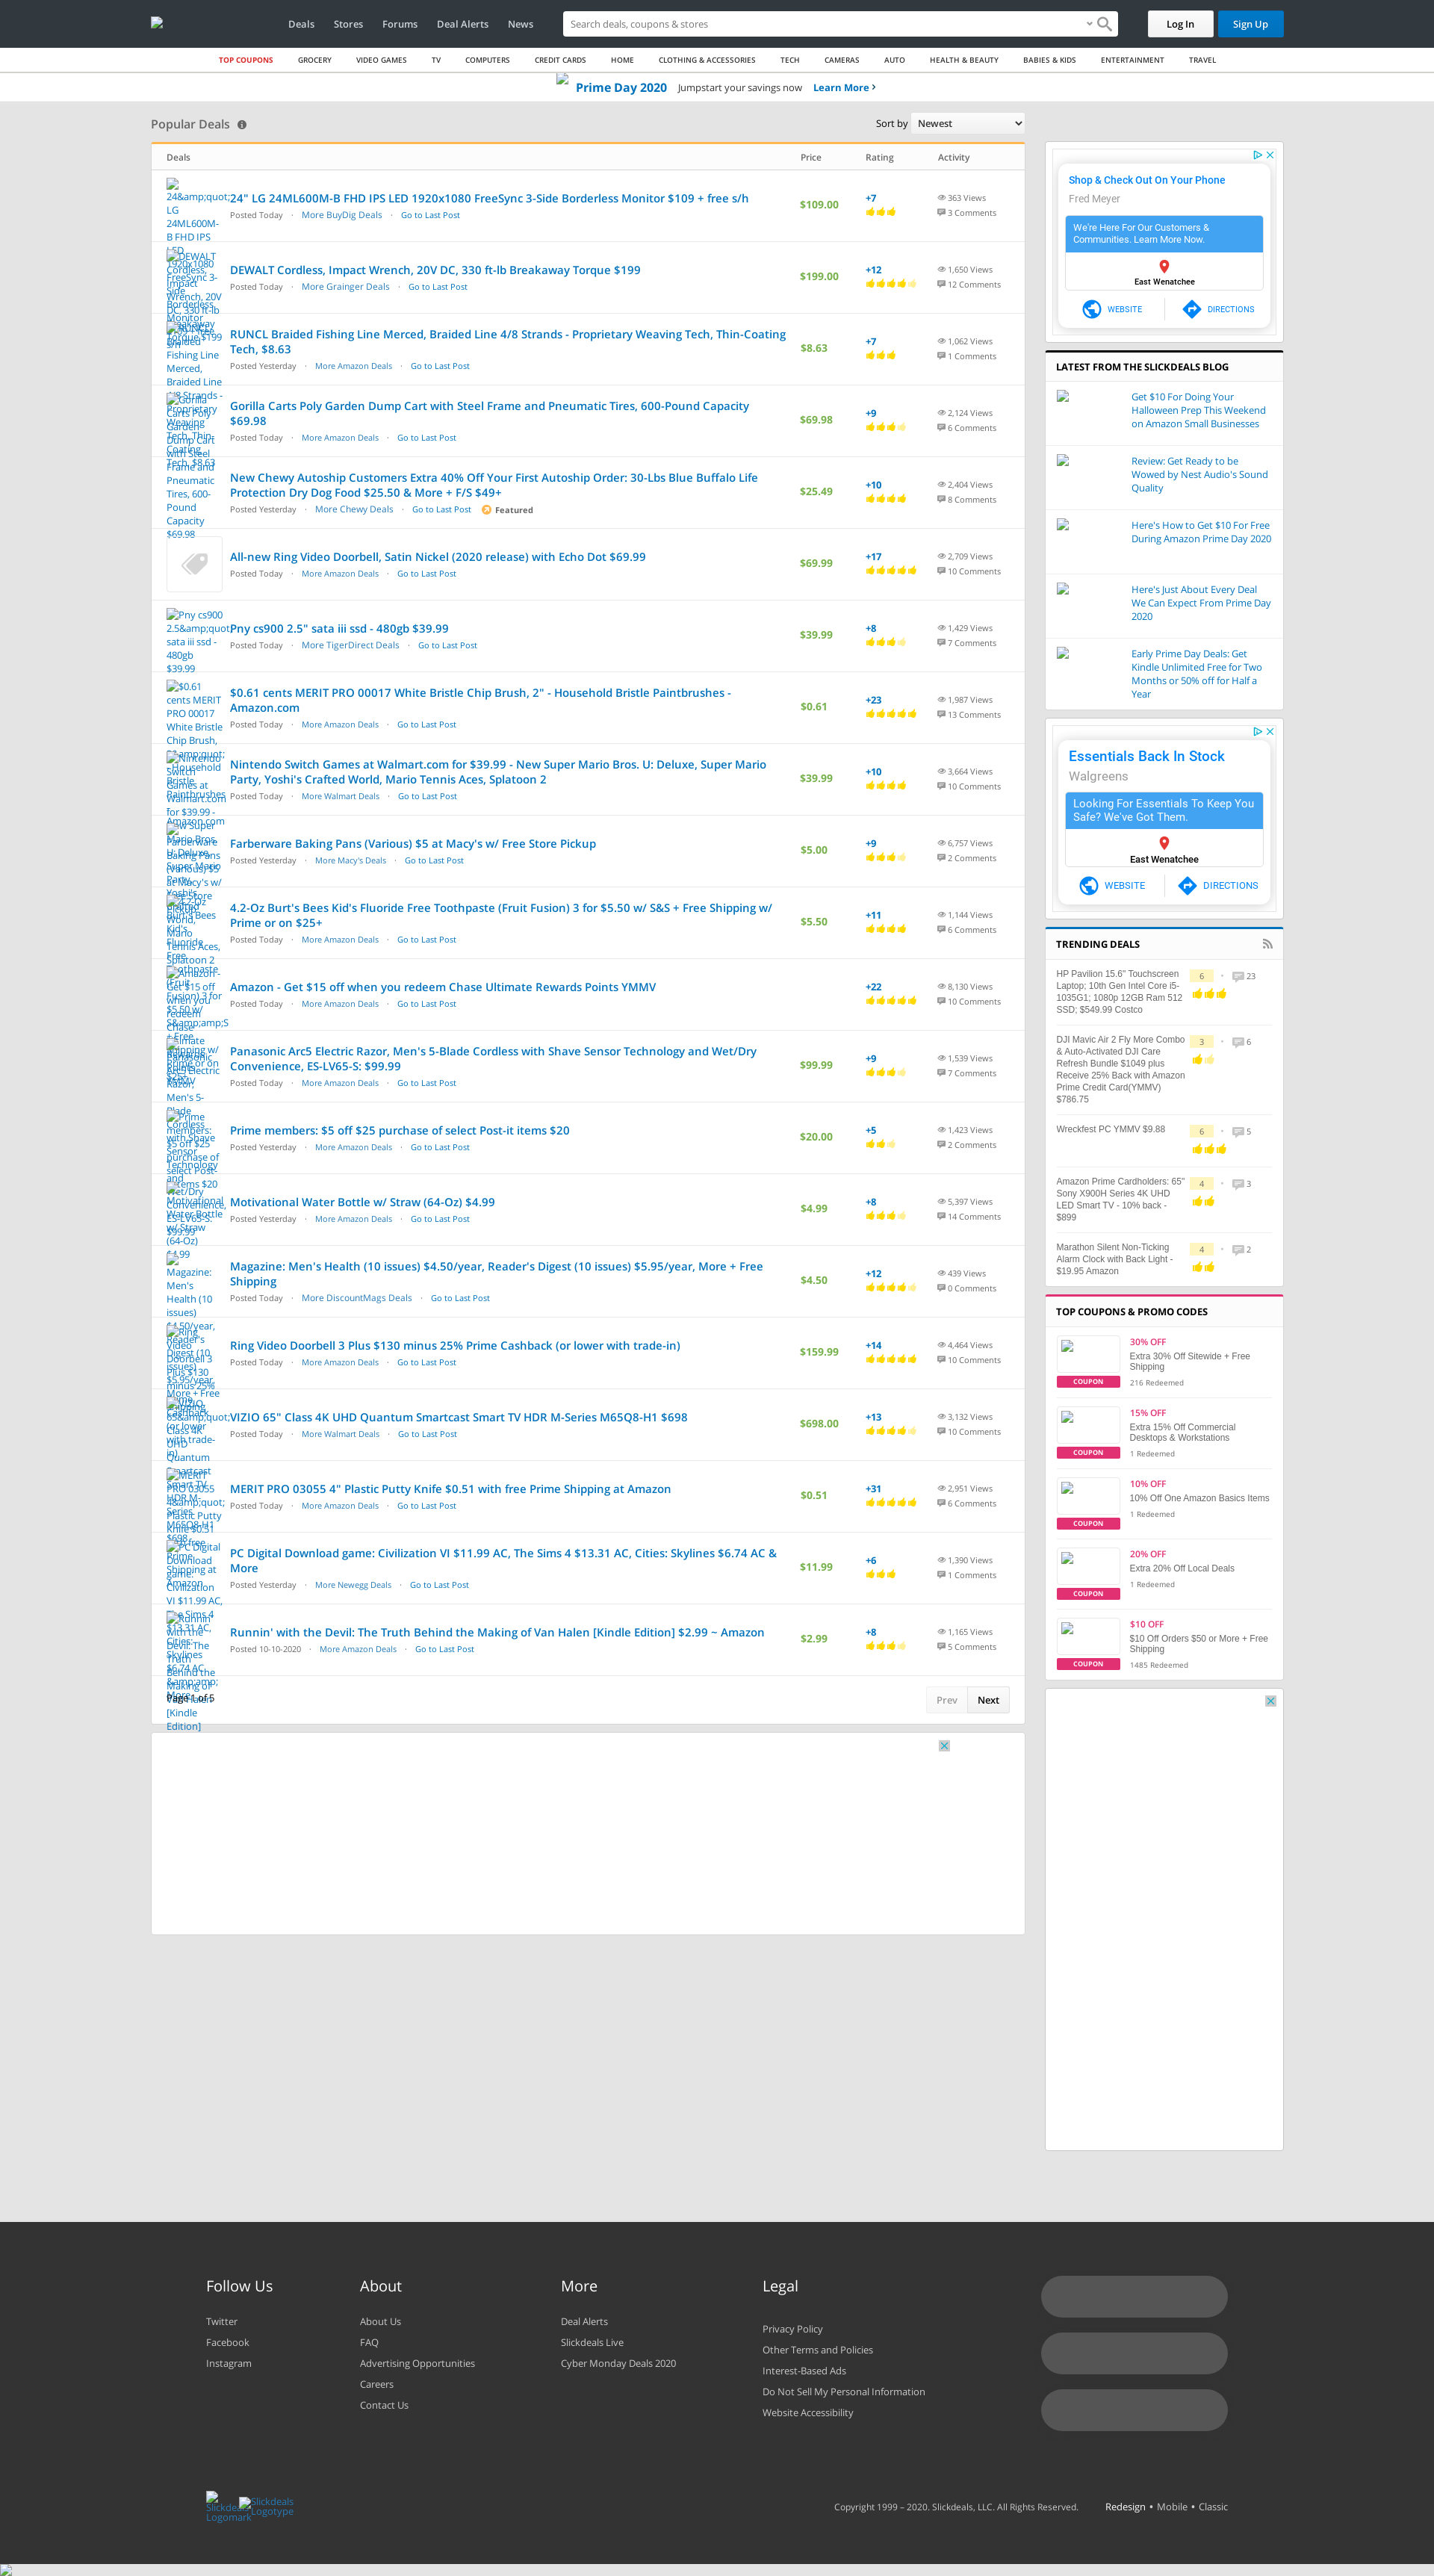 Deals Stores Forums Deal Alerts News Search deals, coupons & stores Log In Sign Up
TOP COUPONS GROCERY VIDEO GAMES TV COMPUTERS CREDIT CARDS HOME CLOTHING & ACCESSORIES TECH CAMERAS AUTO HEALTH & BEAUTY BABIES & KIDS ENTERTAINMENT TRAVEL
Prime Day 2020 Jumpstart your savings now Learn More
Popular Deals
Sort by Newest
Deals Price Rating Activity
24" LG 24ML600M-B FHD IPS LED 1920x1080 FreeSync 3-Side Borderless Monitor $109 + free s/h
Posted Today · More BuyDig Deals · Go to Last Post
$109.00
+7
363 Views
3 Comments
DEWALT Cordless, Impact Wrench, 20V DC, 330 ft-lb Breakaway Torque $199
Posted Today · More Grainger Deals · Go to Last Post
$199.00
+12
1,650 Views
12 Comments
RUNCL Braided Fishing Line Merced, Braided Line 4/8 Strands - Proprietary Weaving Tech, Thin-Coating
Tech, $8.63
Posted Yesterday · More Amazon Deals · Go to Last Post
$8.63
+7
1,062 Views
1 Comments
Gorilla Carts Poly Garden Dump Cart with Steel Frame and Pneumatic Tires, 600-Pound Capacity
$69.98
Posted Today · More Amazon Deals · Go to Last Post
$69.98
+9
2,124 Views
6 Comments
New Chewy Autoship Customers Extra 40% Off Your First Autoship Order: 30-Lbs Blue Buffalo Life
Protection Dry Dog Food $25.50 & More + F/S $49+
Posted Yesterday · More Chewy Deals · Go to Last Post Featured
$25.49
+10
2,404 Views
8 Comments
All-new Ring Video Doorbell, Satin Nickel (2020 release) with Echo Dot $69.99
Posted Today · More Amazon Deals · Go to Last Post
$69.99
+17
2,709 Views
10 Comments
Pny cs900 2.5" sata iii ssd - 480gb $39.99
Posted Today · More TigerDirect Deals · Go to Last Post
$39.99
+8
1,429 Views
7 Comments
$0.61 cents MERIT PRO 00017 White Bristle Chip Brush, 2" - Household Bristle Paintbrushes -
Amazon.com
Posted Today · More Amazon Deals · Go to Last Post
$0.61
+23
1,987 Views
13 Comments
Nintendo Switch Games at Walmart.com for $39.99 - New Super Mario Bros. U: Deluxe, Super Mario
Party, Yoshi's Crafted World, Mario Tennis Aces, Splatoon 2
Posted Today · More Walmart Deals · Go to Last Post
$39.99
+10
3,664 Views
10 Comments
Farberware Baking Pans (Various) $5 at Macy's w/ Free Store Pickup
Posted Yesterday · More Macy's Deals · Go to Last Post
$5.00
+9
6,757 Views
2 Comments
4.2-Oz Burt's Bees Kid's Fluoride Free Toothpaste (Fruit Fusion) 3 for $5.50 w/ S&S + Free Shipping w/
Prime or on $25+
Posted Today · More Amazon Deals · Go to Last Post
$5.50
+11
1,144 Views
6 Comments
Amazon - Get $15 off when you redeem Chase Ultimate Rewards Points YMMV
Posted Today · More Amazon Deals · Go to Last Post
+22
8,130 Views
10 Comments
Panasonic Arc5 Electric Razor, Men's 5-Blade Cordless with Shave Sensor Technology and Wet/Dry
Convenience, ES-LV65-S: $99.99
Posted Today · More Amazon Deals · Go to Last Post
$99.99
+9
1,539 Views
7 Comments
Prime members: $5 off $25 purchase of select Post-it items $20
Posted Yesterday · More Amazon Deals · Go to Last Post
$20.00
+5
1,423 Views
2 Comments
Motivational Water Bottle w/ Straw (64-Oz) $4.99
Posted Yesterday · More Amazon Deals · Go to Last Post
$4.99
+8
5,397 Views
14 Comments
Magazine: Men's Health (10 issues) $4.50/year, Reader's Digest (10 issues) $5.95/year, More + Free
Shipping
Posted Today · More DiscountMags Deals · Go to Last Post
$4.50
+12
439 Views
0 Comments
Ring Video Doorbell 3 Plus $130 minus 25% Prime Cashback (or lower with trade-in)
Posted Today · More Amazon Deals · Go to Last Post
$159.99
+14
4,464 Views
10 Comments
VIZIO 65" Class 4K UHD Quantum Smartcast Smart TV HDR M-Series M65Q8-H1 $698
Posted Today · More Walmart Deals · Go to Last Post
$698.00
+13
3,132 Views
10 Comments
MERIT PRO 03055 4" Plastic Putty Knife $0.51 with free Prime Shipping at Amazon
Posted Today · More Amazon Deals · Go to Last Post
$0.51
+31
2,951 Views
6 Comments
PC Digital Download game: Civilization VI $11.99 AC, The Sims 4 $13.31 AC, Cities: Skylines $6.74 AC &
More
Posted Yesterday · More Newegg Deals · Go to Last Post
$11.99
+6
1,390 Views
1 Comments
Runnin' with the Devil: The Truth Behind the Making of Van Halen [Kindle Edition] $2.99 ~ Amazon
Posted 10-10-2020 · More Amazon Deals · Go to Last Post
$2.99
+8
1,165 Views
5 Comments
Page 1 of 5
Prev Next
Shop & Check Out On Your Phone
Fred Meyer
We're Here For Our Customers &
Communities. Learn More Now.
East Wenatchee
WEBSITE DIRECTIONS
LATEST FROM THE SLICKDEALS BLOG
Get $10 For Doing Your
Halloween Prep This Weekend
on Amazon Small Businesses
Review: Get Ready to be
Wowed by Nest Audio's Sound
Quality
Here's How to Get $10 For Free
During Amazon Prime Day 2020
Here's Just About Every Deal
We Can Expect From Prime Day
2020
Early Prime Day Deals: Get
Kindle Unlimited Free for Two
Months or 50% off for Half a
Year
Essentials Back In Stock
Walgreens
Looking For Essentials To Keep You
Safe? We've Got Them.
East Wenatchee
WEBSITE DIRECTIONS
TRENDING DEALS
HP Pavilion 15.6" Touchscreen
Laptop; 10th Gen Intel Core i5-
1035G1; 1080p 12GB Ram 512
SSD; $549.99 Costco
6 • 23
DJI Mavic Air 2 Fly More Combo
& Auto-Activated DJI Care
Refresh Bundle $1049 plus
Receive 25% Back with Amazon
Prime Credit Card(YMMV)
$786.75
3 • 6
Wreckfest PC YMMV $9.88
6 • 5
Amazon Prime Cardholders: 65"
Sony X900H Series 4K UHD
LED Smart TV - 10% back -
$899
4 • 3
Marathon Silent Non-Ticking
Alarm Clock with Back Light -
$19.95 Amazon
4 • 2
TOP COUPONS & PROMO CODES
30% OFF
Extra 30% Off Sitewide + Free
Shipping
COUPON
216 Redeemed
15% OFF
Extra 15% Off Commercial
Desktops & Workstations
COUPON
1 Redeemed
10% OFF
10% Off One Amazon Basics Items
1 Redeemed
COUPON
20% OFF
Extra 20% Off Local Deals
1 Redeemed
COUPON
$10 OFF
$10 Off Orders $50 or More + Free
Shipping
COUPON
1485 Redeemed
Follow Us
Twitter
Facebook
Instagram
About
About Us
FAQ
Advertising Opportunities
Careers
Contact Us
More
Deal Alerts
Slickdeals Live
Cyber Monday Deals 2020
Legal
Privacy Policy
Other Terms and Policies
Interest-Based Ads
Do Not Sell My Personal Information
Website Accessibility
Slickdeals
Logomark
Slickdeals
Logotype
Copyright 1999 – 2020. Slickdeals, LLC. All Rights Reserved. Redesign • Mobile • Classic